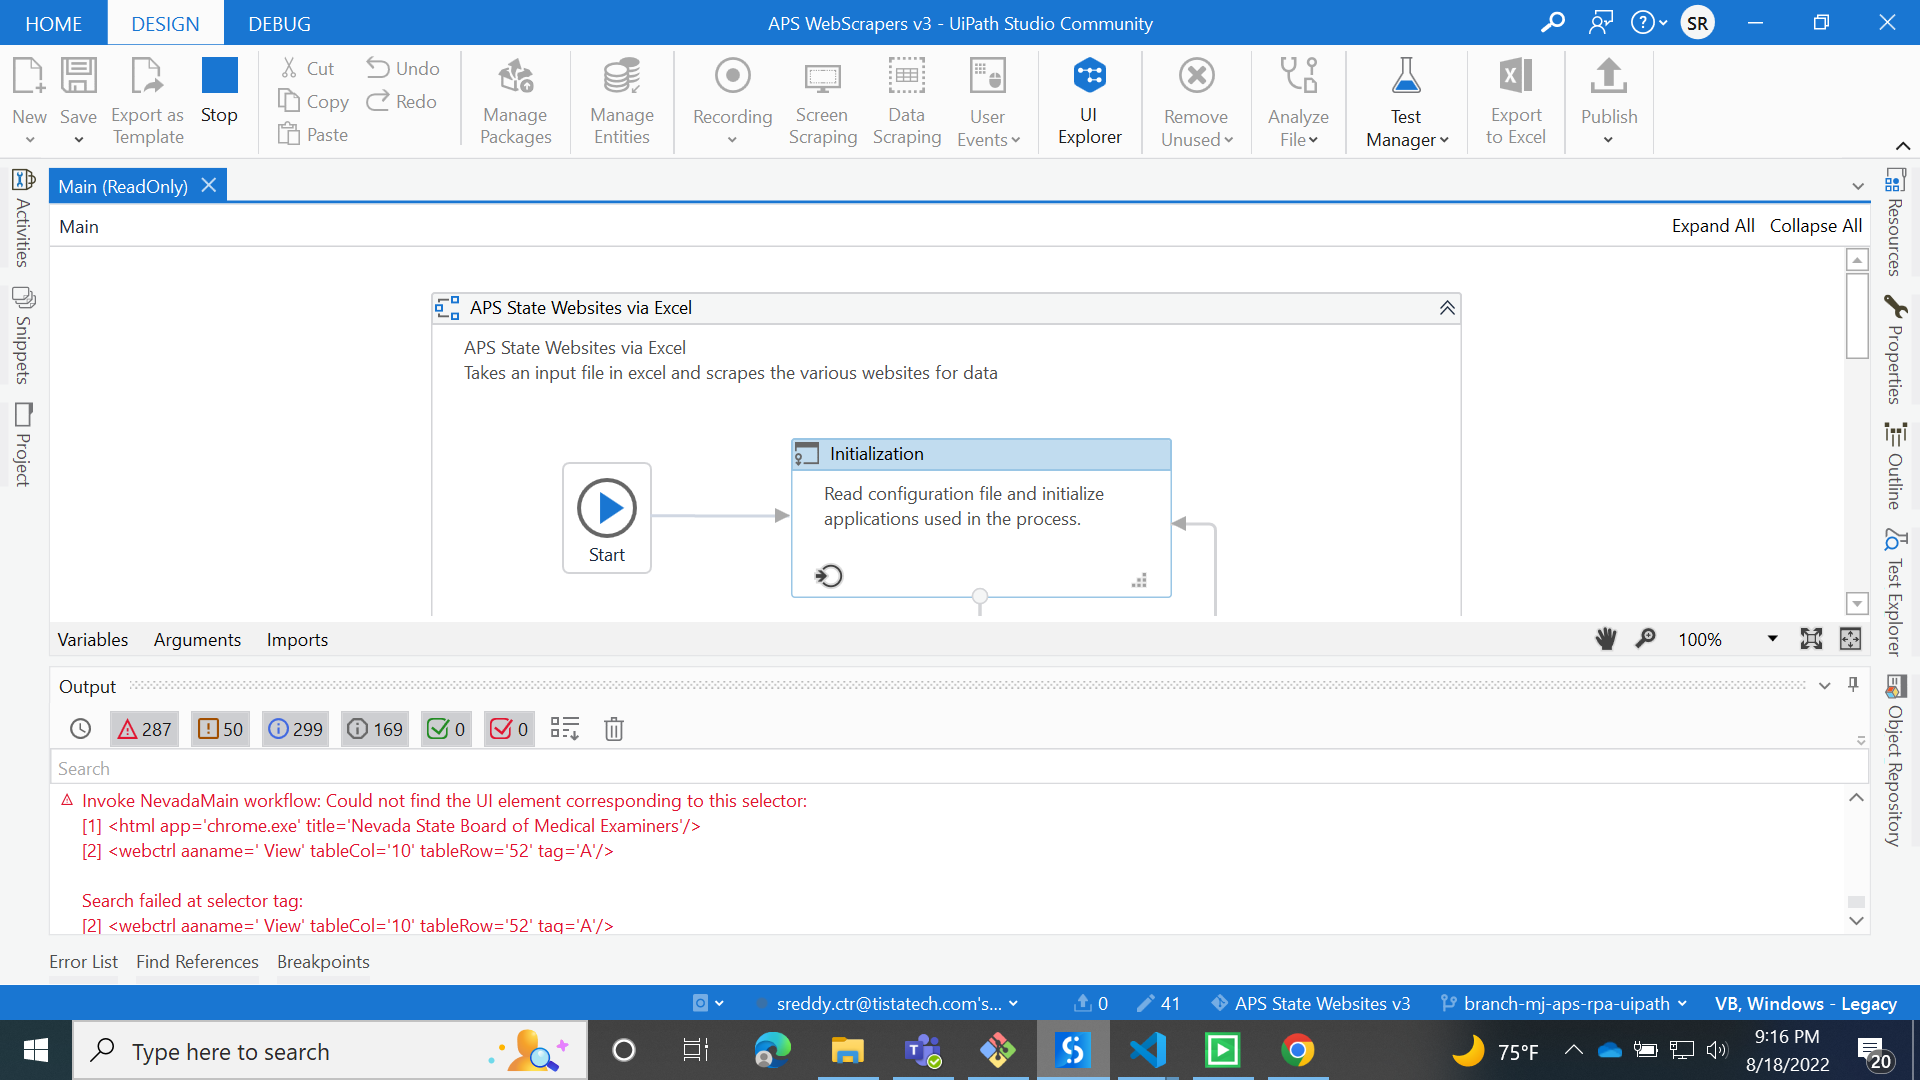 HOME DESIGN DEBUG APS WebScrapers v3 - UiPath Studio Community SR
New Save Export as Template Stop Cut Copy Paste Undo Redo
Manage Packages Manage Entities Recording Screen Scraping Data Scraping User Events UI Explorer Remove Unused Analyze File Test Manager Export to Excel Publish
Main (ReadOnly)
Main Expand All Collapse All
Activities
Snippets
Project
Resources
Properties
Outline
Test Explorer
Object Repository
APS State Websites via Excel
APS State Websites via Excel
Takes an input file in excel and scrapes the various websites for data
Start
Initialization
Read configuration file and initialize
applications used in the process.
Variables Arguments Imports 100%
Output
287 50 299 169 0 0
Search
Invoke NevadaMain workflow: Could not find the UI element corresponding to this selector:
[1] <html app='chrome.exe' title='Nevada State Board of Medical Examiners'/>
[2] <webctrl aaname=' View' tableCol='10' tableRow='52' tag='A'/>
Search failed at selector tag:
[2] <webctrl aaname=' View' tableCol='10' tableRow='52' tag='A'/>
Error List Find References Breakpoints
sreddy.ctr@tistatech.com's... 0 41 APS State Websites v3 branch-mj-aps-rpa-uipath VB, Windows - Legacy
Type here to search 75°F 9:16 PM
8/18/2022 20